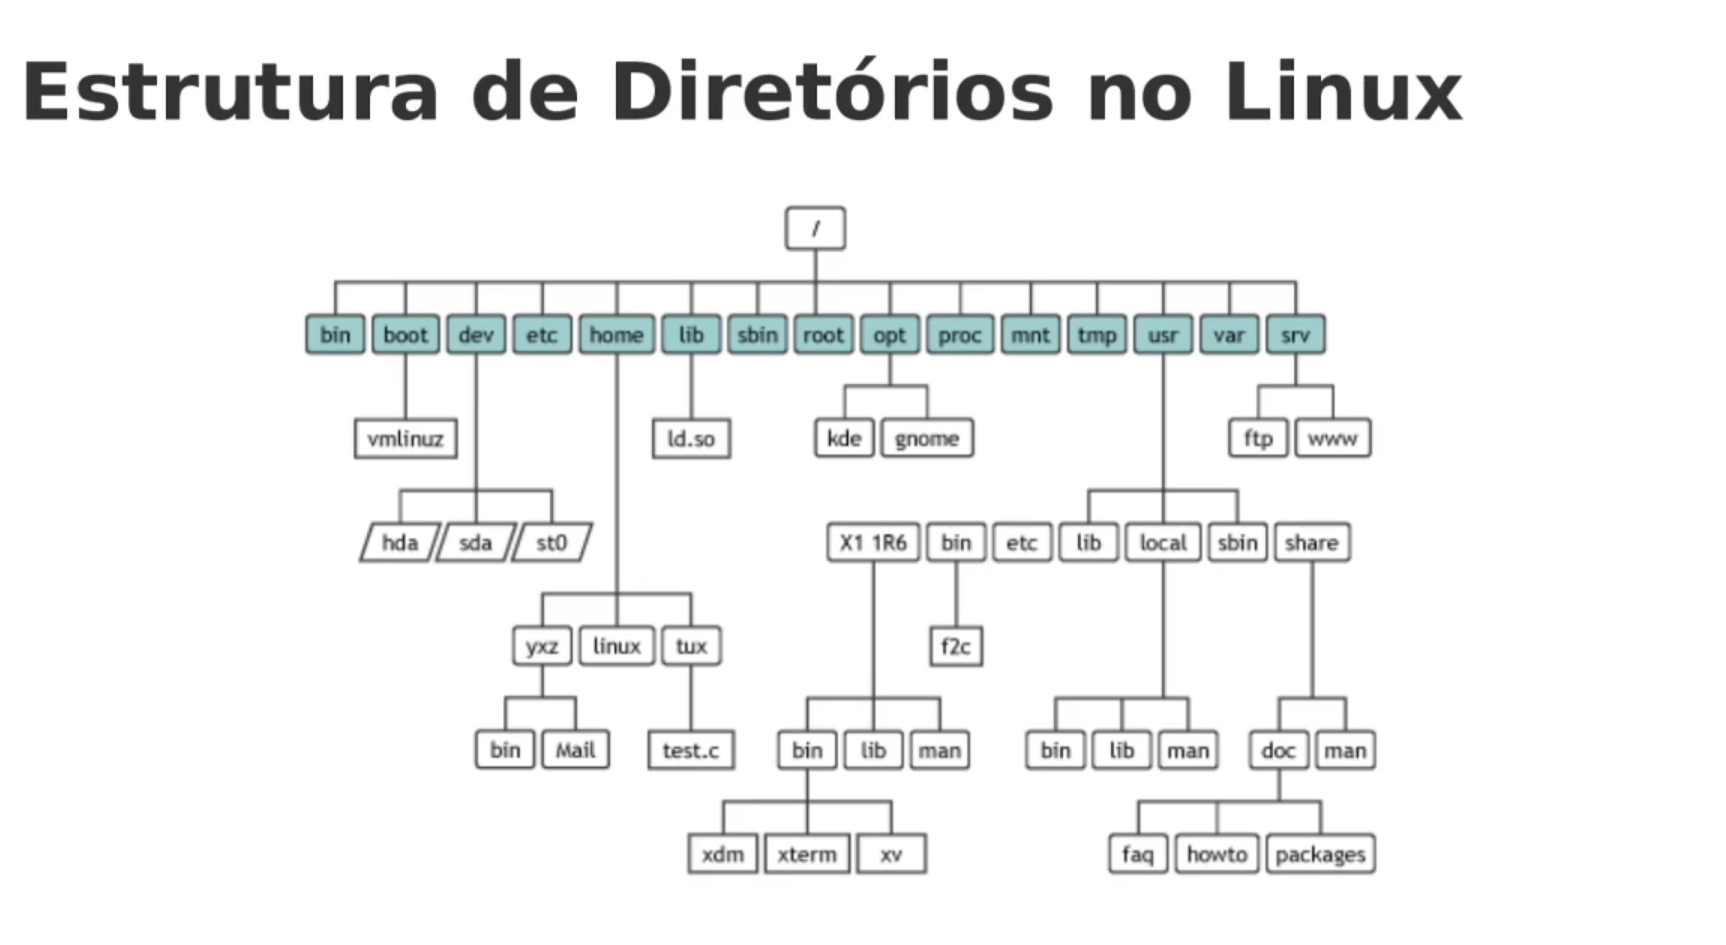 Estrutura de Diretórios no Linux
/
bin boot dev etc home lib sbin root opt proc mnt tmp usr var srv
vmlinuz ld.so kde gnome ftp www
hda sda st0 X1 1R6 bin etc lib local sbin share
yxz linux tux f2c
bin Mail test.c bin lib man bin lib man doc man
xdm xterm xv faq howto packages